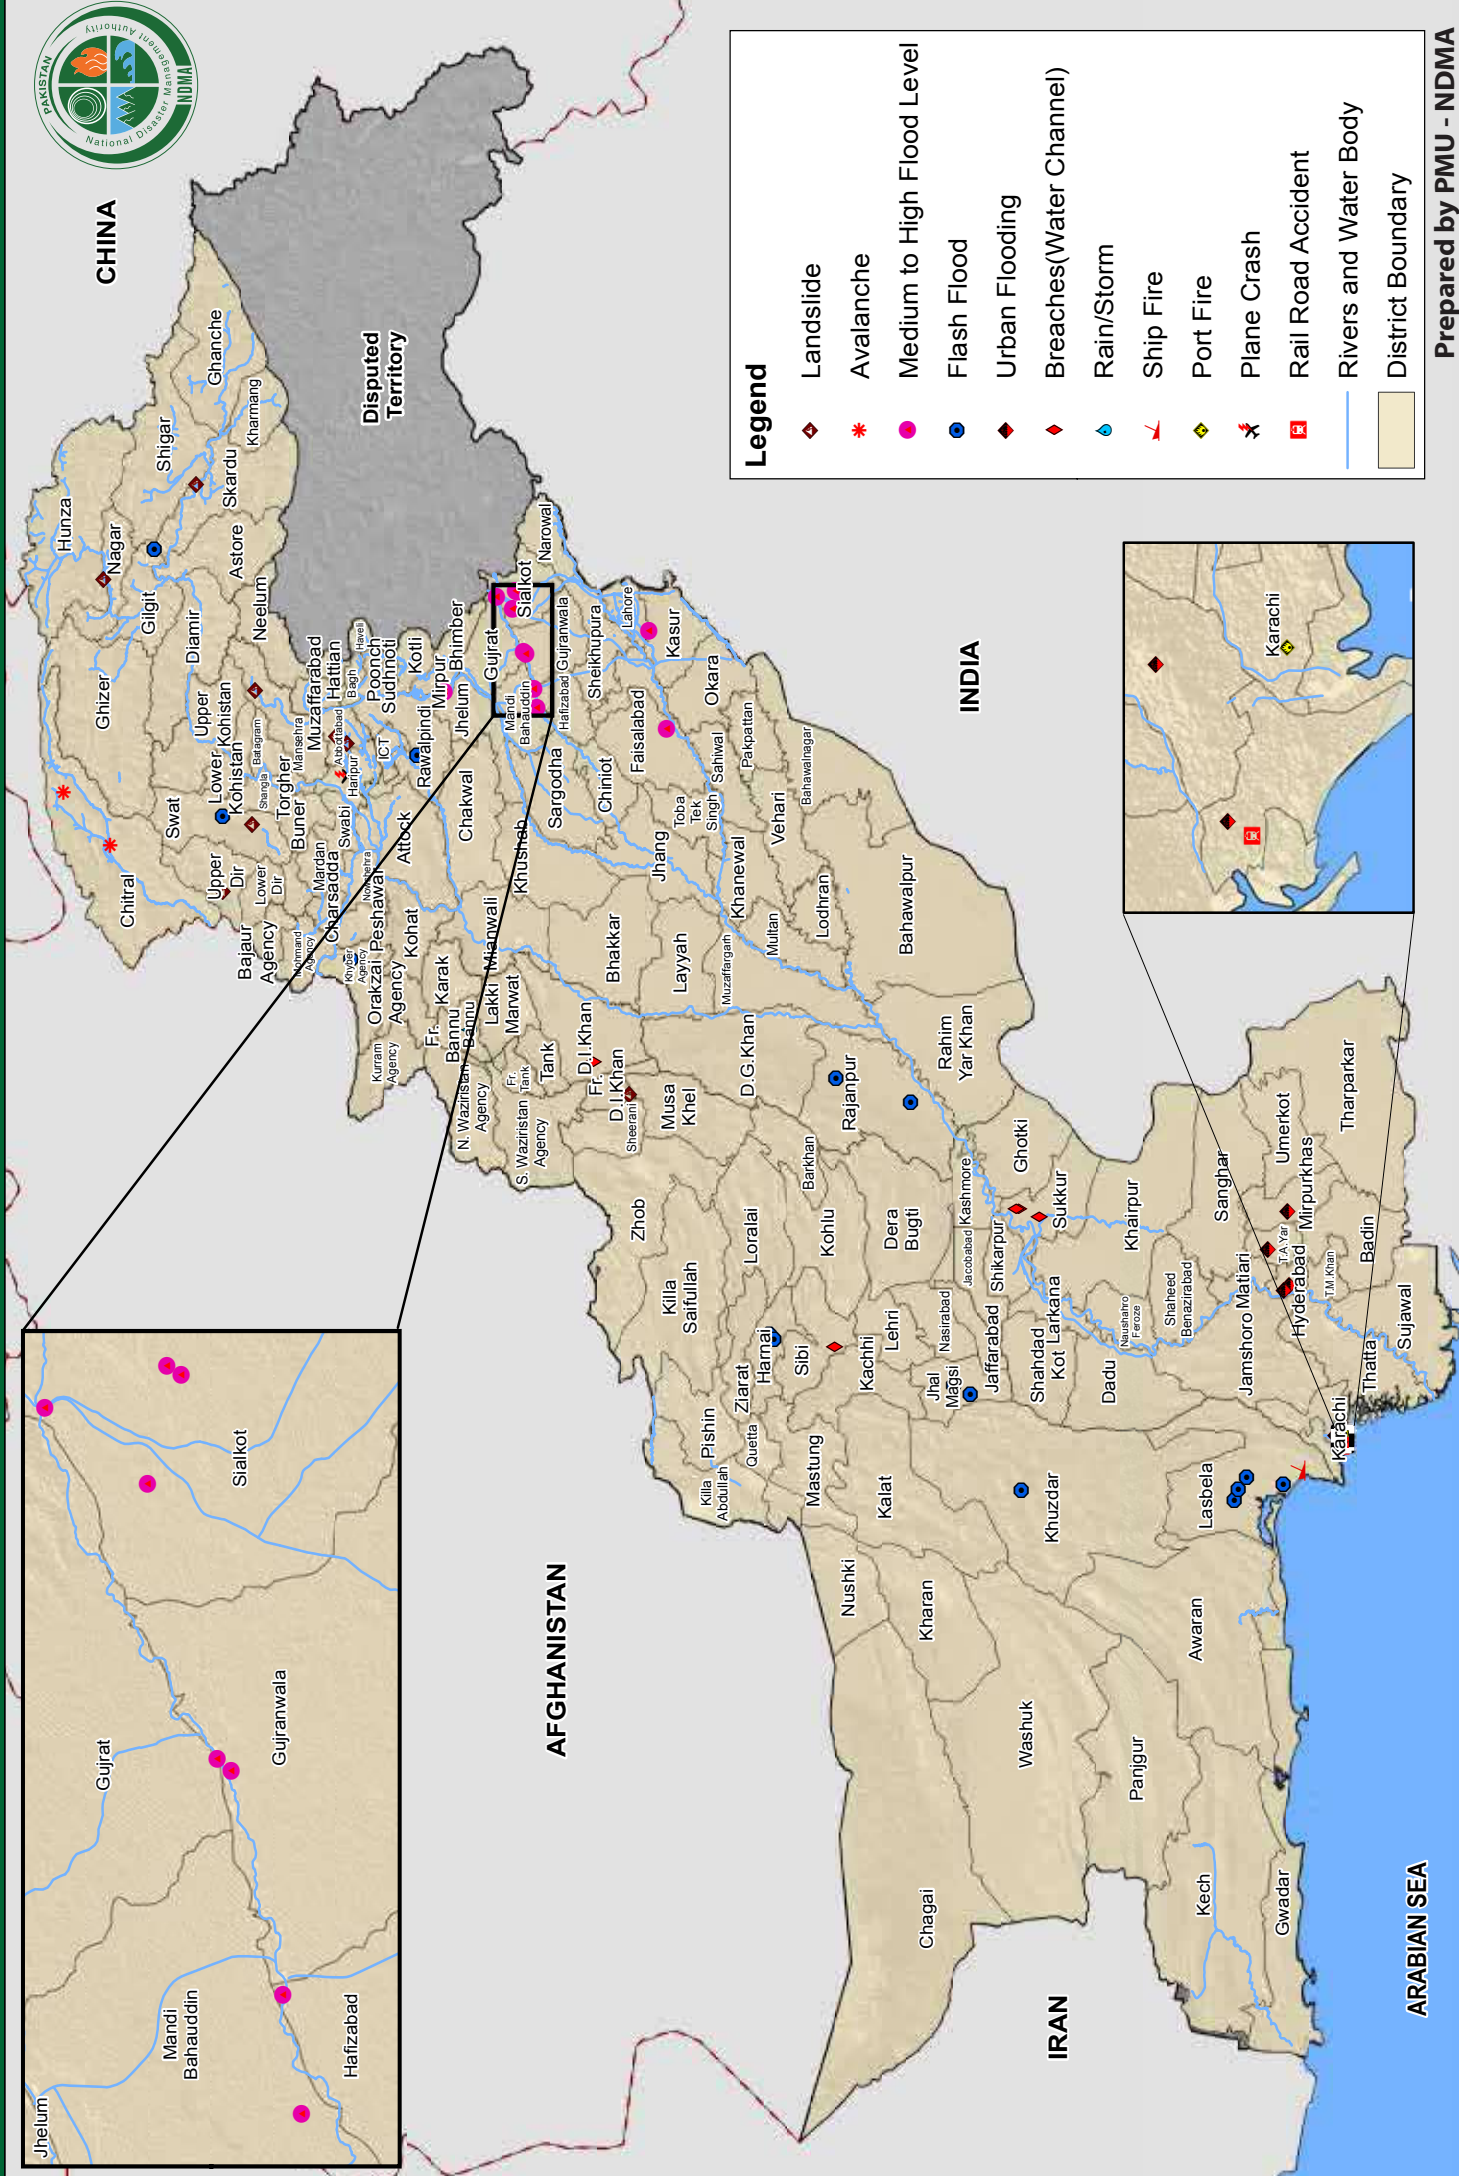 PAKISTAN
National Disaster Management Authority
NDMA
CHINA
AFGHANISTAN
IRAN
INDIA
ARABIAN SEA
Disputed
Territory
Hunza
Nagar
Ghizer
Gilgit
Shigar
Ghanche
Skardu
Kharmang
Astore
Diamir
Neelum
Chitral
Swat
Upper
Kohistan
Lower
Kohistan
Batagram
Shangla
Mansehra
Torgher
Buner
Upper
Dir
Lower
Dir
Bajaur
Agency
Mohmand
Agency
Mardan
Charsadda
Swabi
Haripur
Abbottabad
Muzaffarabad
Hattian
Bagh
Haveli
Poonch
Sudhnoti
Kotli
Mirpur
Bhimber
ICT
Rawalpindi
Attock
Nowshehra
Peshawar
Khyber
Agency
Kohat
Orakzai
Agency
Kurram
Agency
Karak
Fr.
Bannu
Bannu
Lakki
Marwat
N. Waziristan
Agency
S. Waziristan
Agency
Fr.
Tank
Tank
D.I.Khan
Fr.
D.I.Khan
Sheerani
Jhelum
Chakwal
Gujrat
Sialkot
Narowal
Mandi
Bahauddin
Hafizabad
Gujranwala
Sheikhupura
Lahore
Kasur
Okara
Faisalabad
Chiniot
Sargodha
Khushab
Mianwali
Bhakkar
Layyah
Jhang
Toba
Tek
Singh
Sahiwal
Pakpattan
Bahawalnagar
Vehari
Khanewal
Multan
Lodhran
Muzaffargarh
Bahawalpur
Rahim
Yar Khan
D.G.Khan
Rajanpur
Musa
Khel
Zhob
Killa
Saifullah
Loralai
Barkhan
Kohlu
Dera
Bugti
Pishin
Killa
Abdullah
Quetta
Ziarat
Harnai
Sibi
Mastung
Kachhi
Lehri
Nasirabad
Jhal
Magsi
Jaffarabad
Jacobabad
Kashmore
Shikarpur
Ghotki
Sukkur
Khairpur
Shahdad
Kot
Larkana
Dadu
Naushahro
Feroze
Shaheed
Benazirabad
Sanghar
Umerkot
Mirpurkhas
Tharparkar
Jamshoro
Matiari
T.A.Yar
Hyderabad
T.M.Khan
Badin
Thatta
Sujawal
Karachi
Kalat
Khuzdar
Lasbela
Nushki
Kharan
Chagai
Washuk
Panjgur
Awaran
Kech
Gwadar
Jhelum
Mandi
Bahauddin
Hafizabad
Gujrat
Gujranwala
Sialkot
Karachi
Legend
Landslide
Avalanche
Medium to High Flood Level
Flash Flood
Urban Flooding
Breaches(Water Channel)
Rain/Storm
Ship Fire
Port Fire
Plane Crash
Rail Road Accident
Rivers and Water Body
District Boundary
Prepared by PMU - NDMA